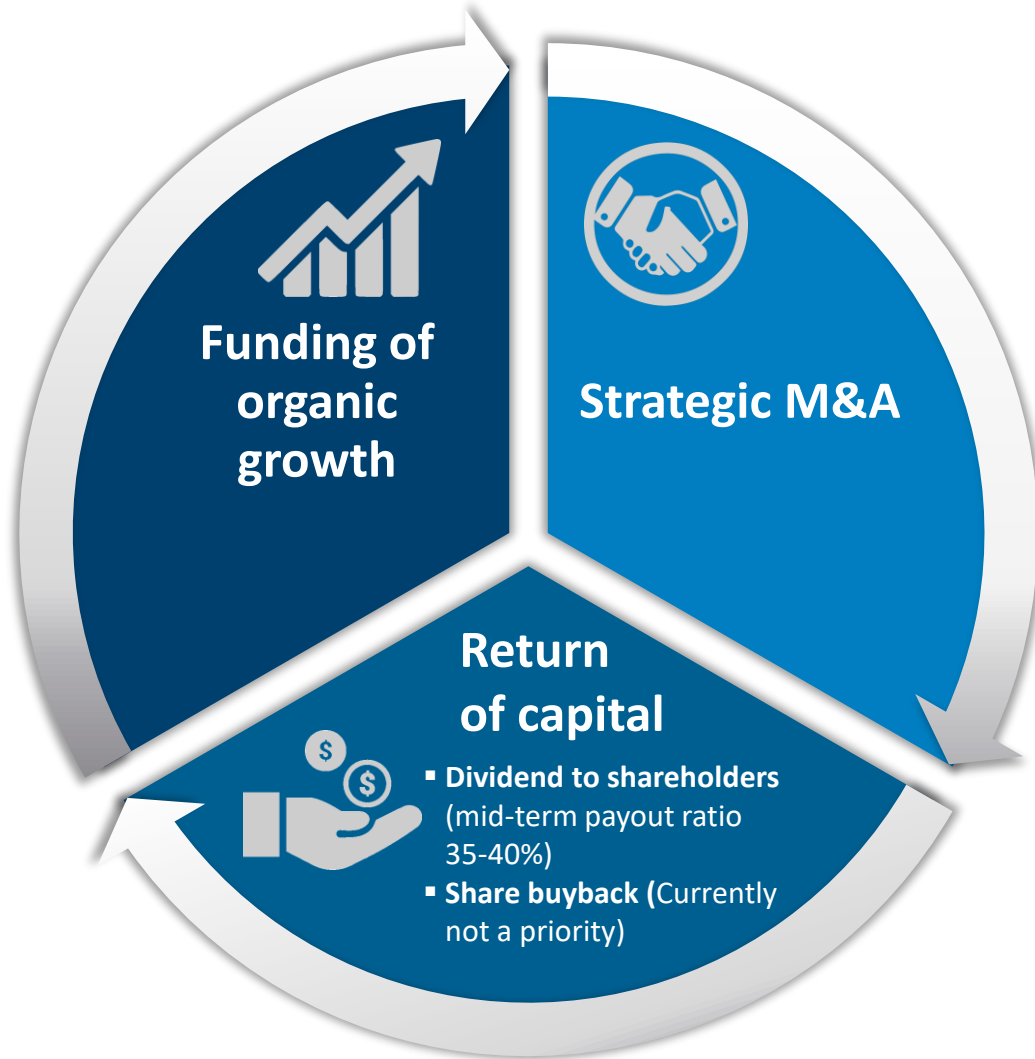 Funding of
organic
growth
Strategic M&A
Return
of capital
▪ Dividend to shareholders
(mid-term payout ratio
35-40%)
▪ Share buyback (Currently
not a priority)
$
$